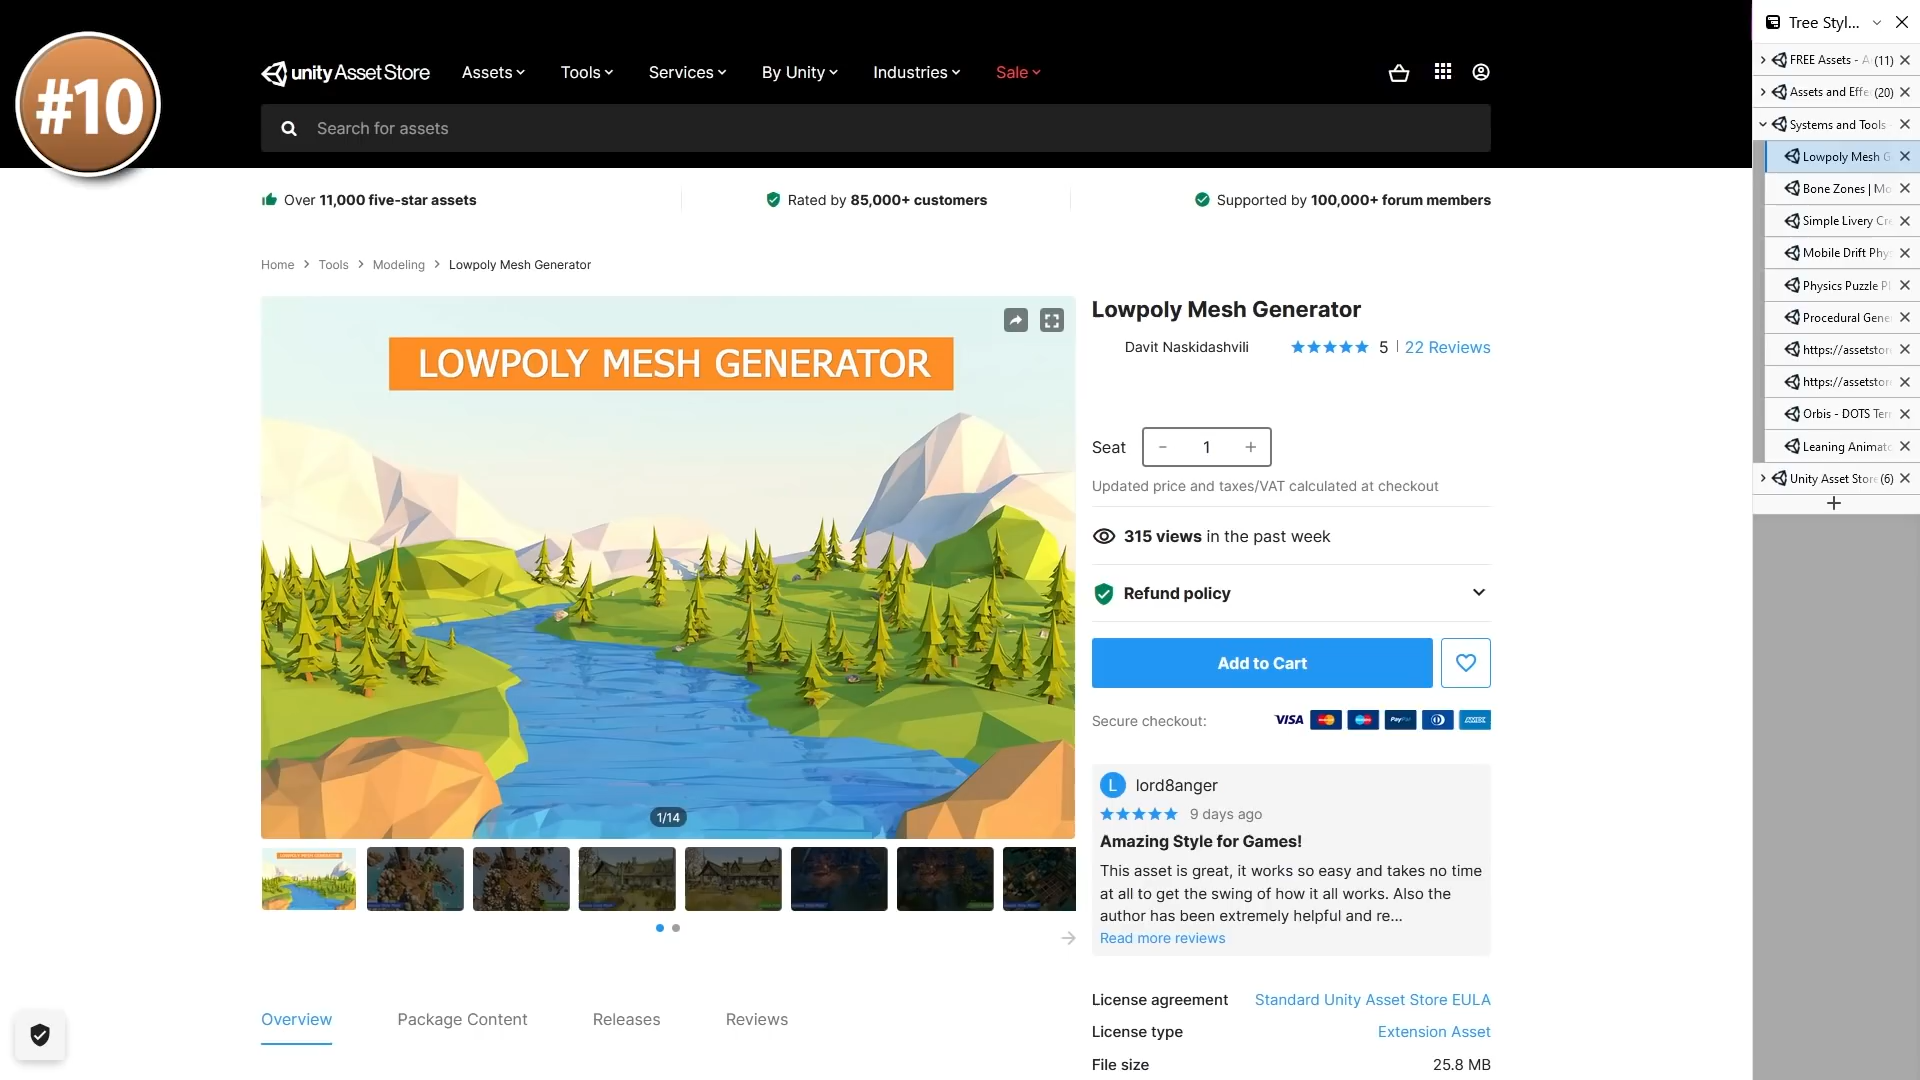 #10
unity Asset Store
Assets
Tools
Services
By Unity
Industries
Sale
Search for assets
Over 11,000 five-star assets
Rated by 85,000+ customers
Supported by 100,000+ forum members
Home > Tools > Modeling > Lowpoly Mesh Generator
LOWPOLY MESH GENERATOR
1/14
Overview
Package Content
Releases
Reviews
Lowpoly Mesh Generator
Davit Naskidashvili
5 | 22 Reviews
Seat - 1 +
Updated price and taxes/VAT calculated at checkout
315 views in the past week
Refund policy
Add to Cart
Secure checkout:
VISA
PayPal
AMEX
L lord8anger
9 days ago
Amazing Style for Games!
This asset is great, it works so easy and takes no time
at all to get the swing of how it all works. Also the
author has been extremely helpful and re...
Read more reviews
License agreement Standard Unity Asset Store EULA
License type Extension Asset
File size 25.8 MB
Tree Styl...
FREE Assets - A (11)
Assets and Effe (20)
Systems and Tools
Lowpoly Mesh G
Bone Zones | Mo
Simple Livery Cre
Mobile Drift Phy
Physics Puzzle Pl
Procedural Gene
https://assetstor
https://assetstor
Orbis - DOTS Terr
Leaning Animato
Unity Asset Store (6)
+